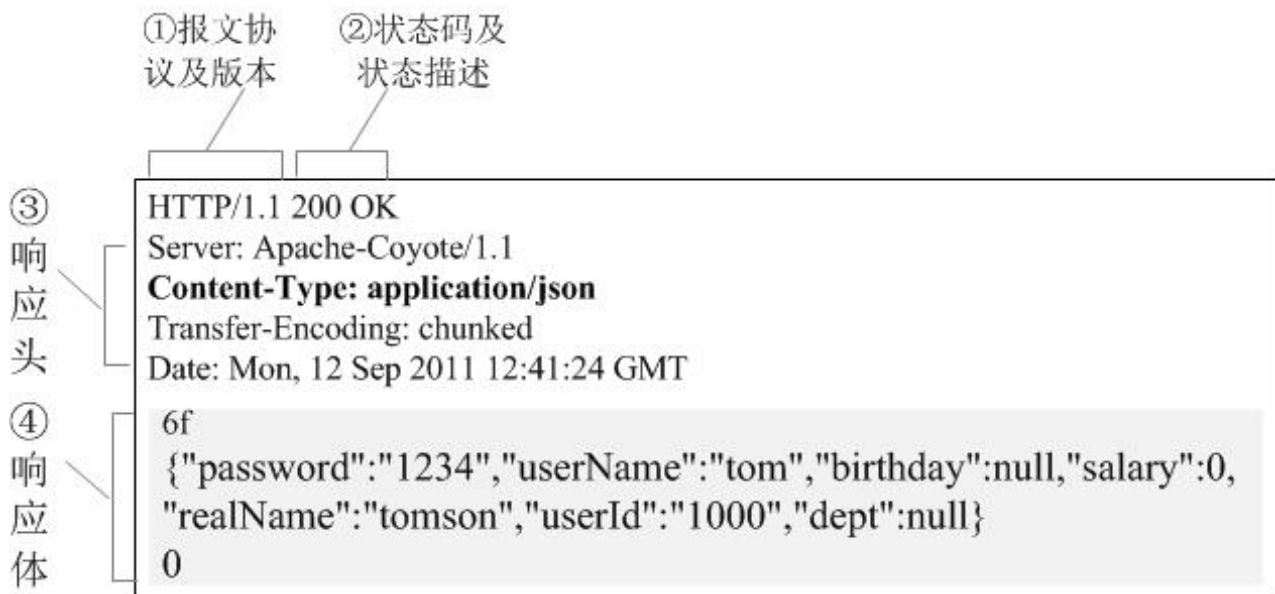 ①报文协
议及版本
②状态码及
状态描述
HTTP/1.1 200 OK
③
响
应
头
Server: Apache-Coyote/1.1
Content-Type: application/json
Transfer-Encoding: chunked
Date: Mon, 12 Sep 2011 12:41:24 GMT
④
响
应
体
6f
{"password":"1234","userName":"tom","birthday":null,"salary":0,
"realName":"tomson","userId":"1000","dept":null}
0